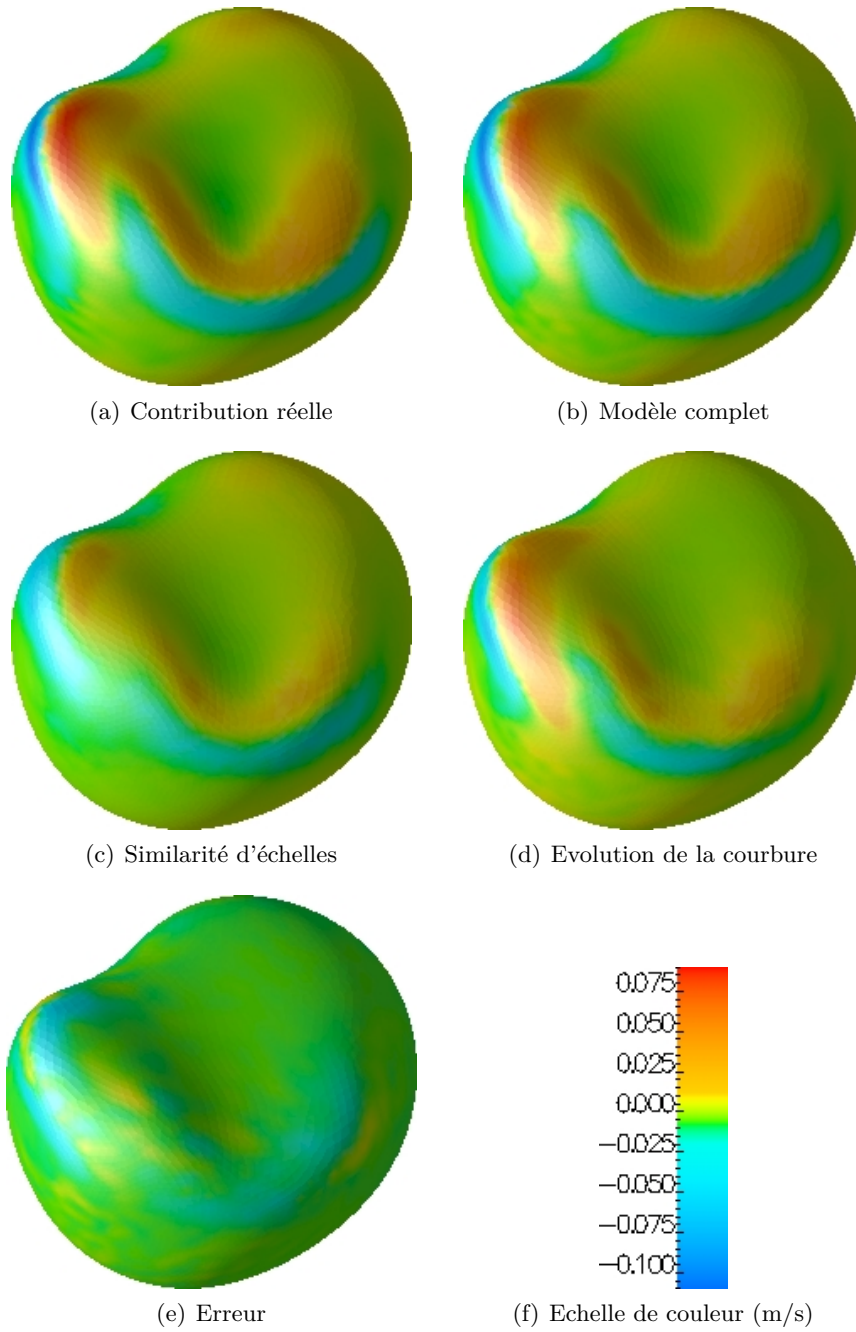 (a) Contribution réelle
(b) Modèle complet
(c) Similarité d'échelles
(d) Evolution de la courbure
0.075
0.050
0.025
0.000
−0.025
−0.050
−0.075
−0.100
(e) Erreur
(f) Echelle de couleur (m/s)